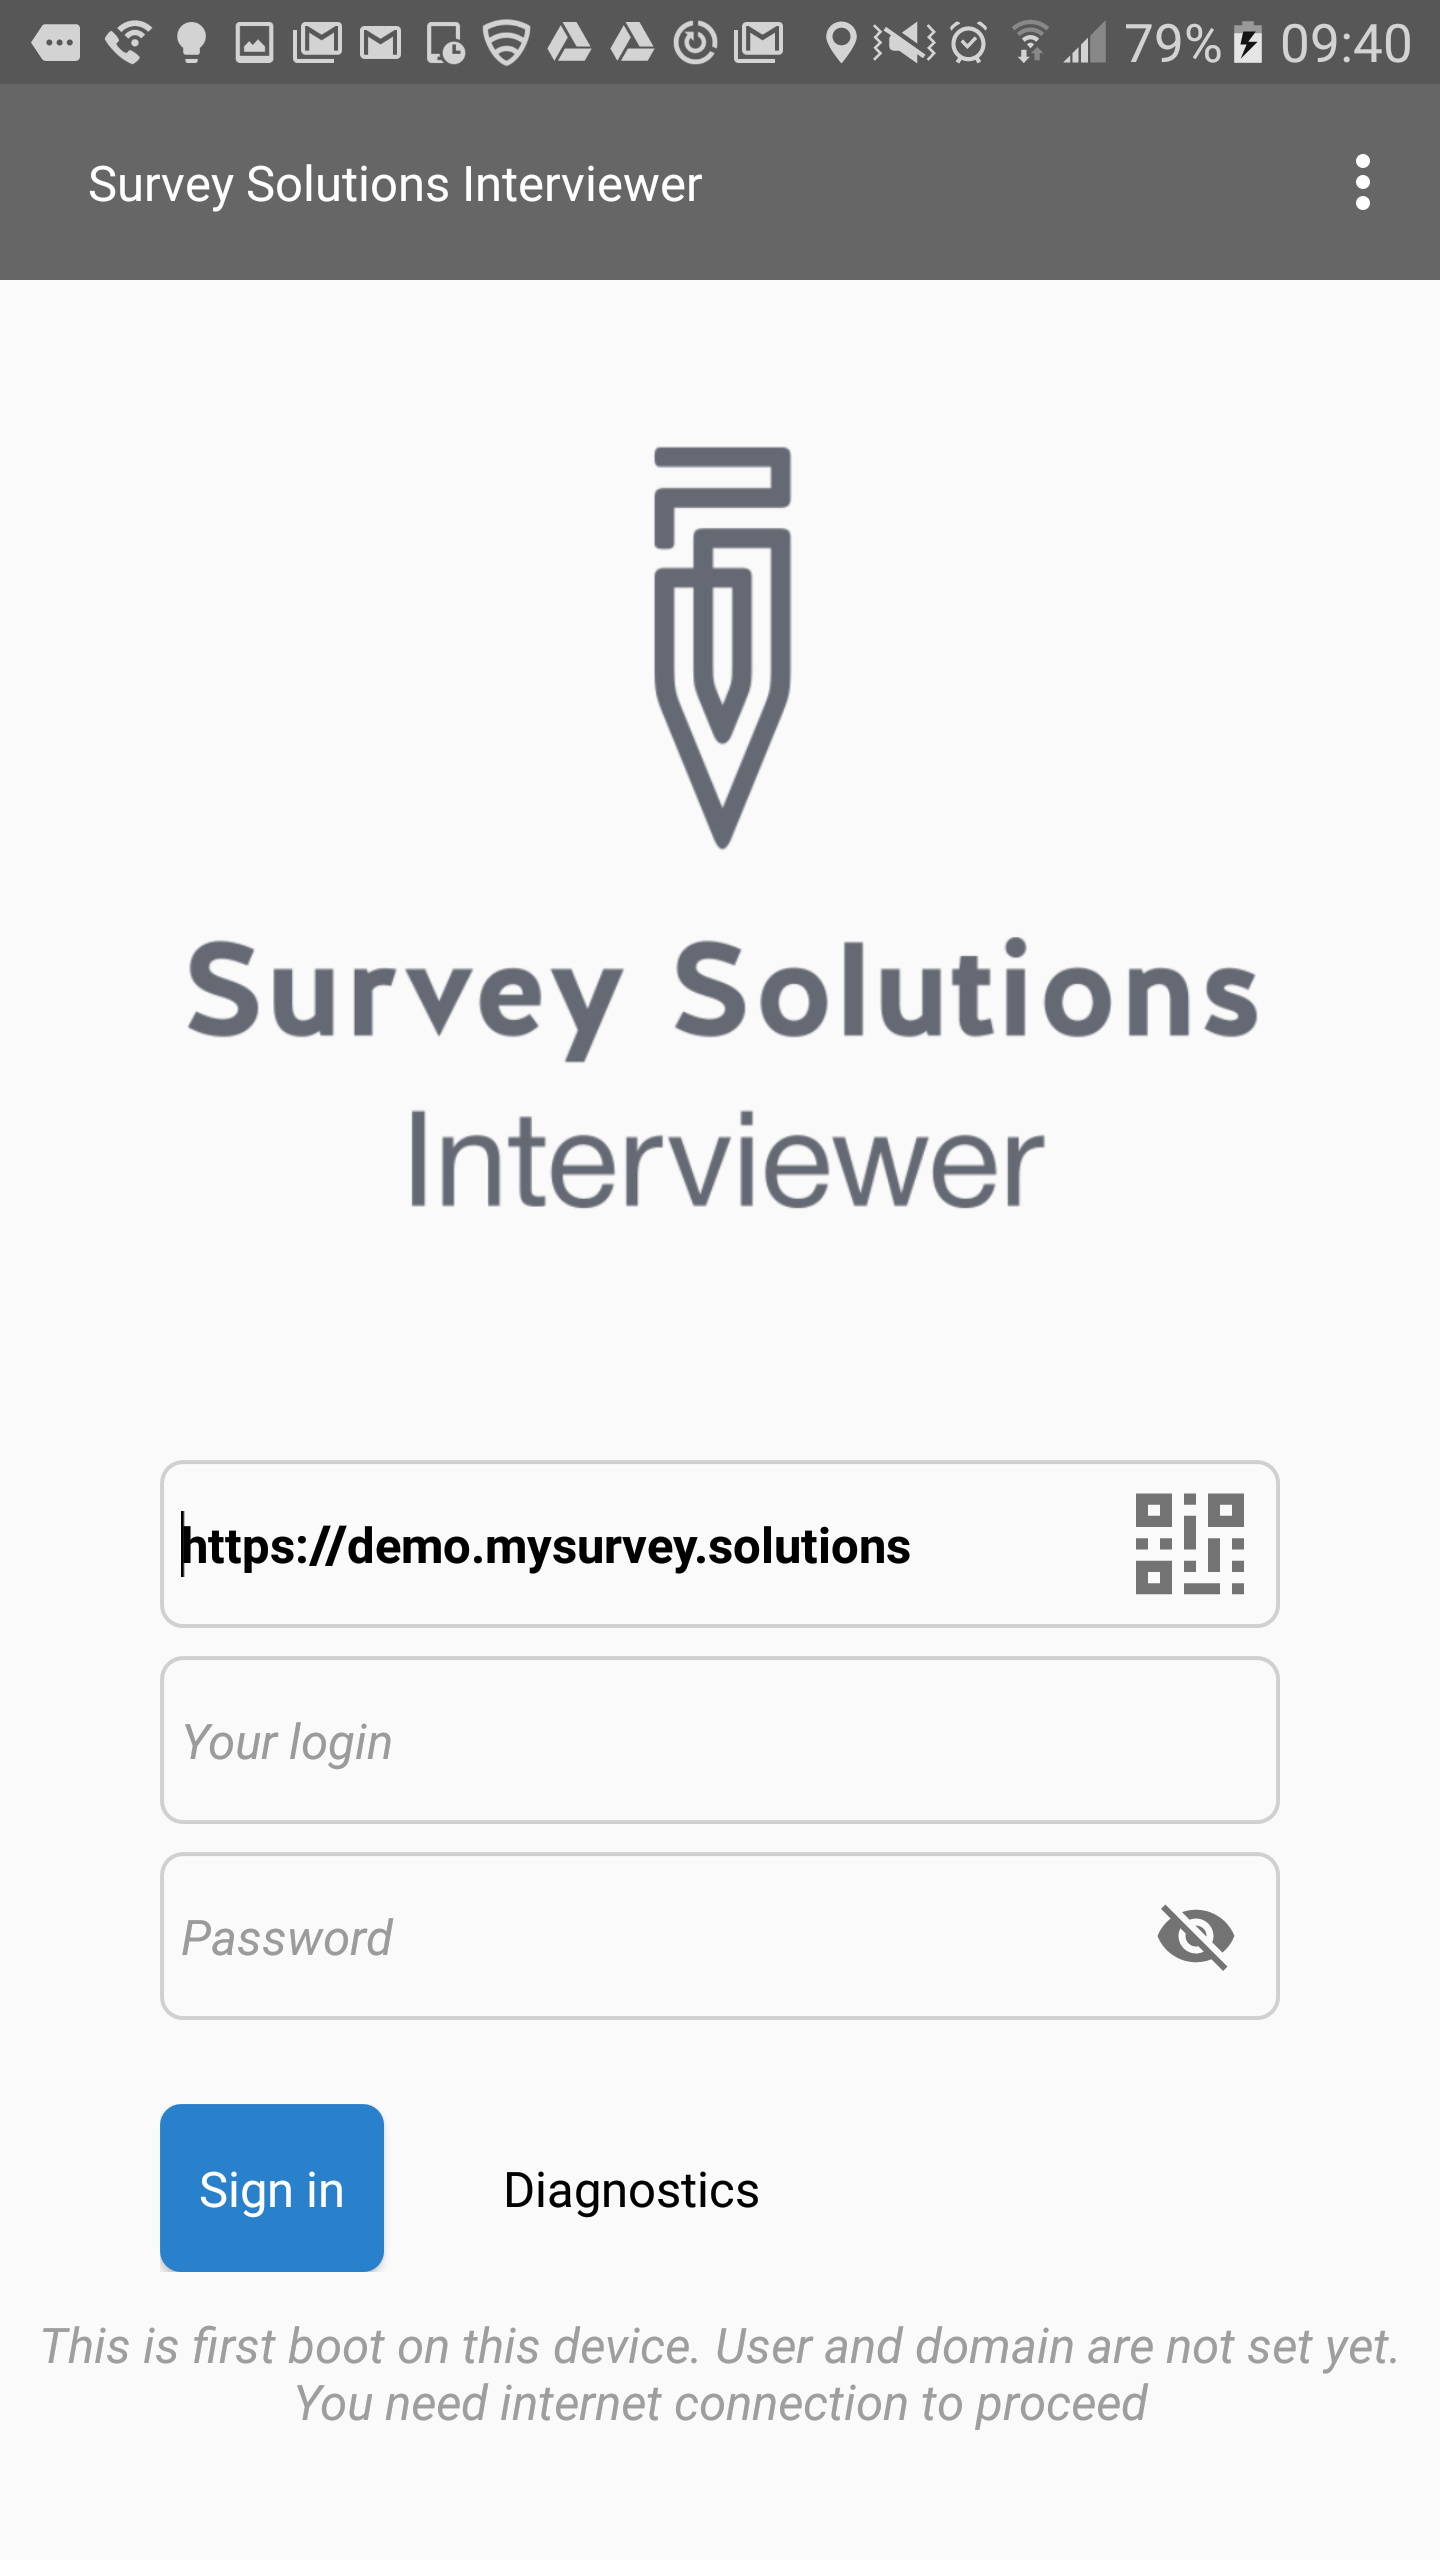 79% 09:40
Survey Solutions Interviewer
Survey Solutions
Interviewer
https://demo.mysurvey.solutions
Your login
Password
Sign in Diagnostics
This is first boot on this device. User and domain are not set yet.
You need internet connection to proceed